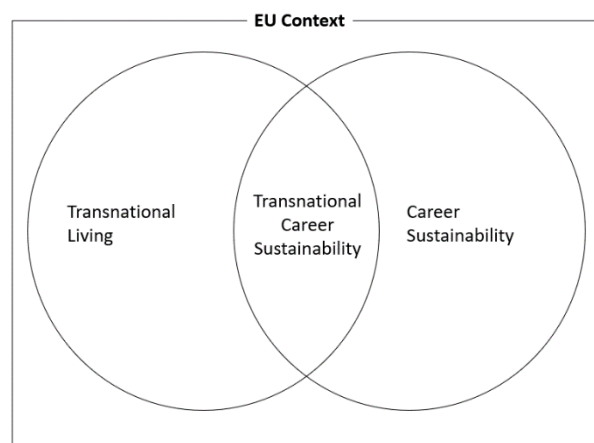 EU Context
Transnational
Living
Transnational
Career
Sustainability
Career
Sustainability